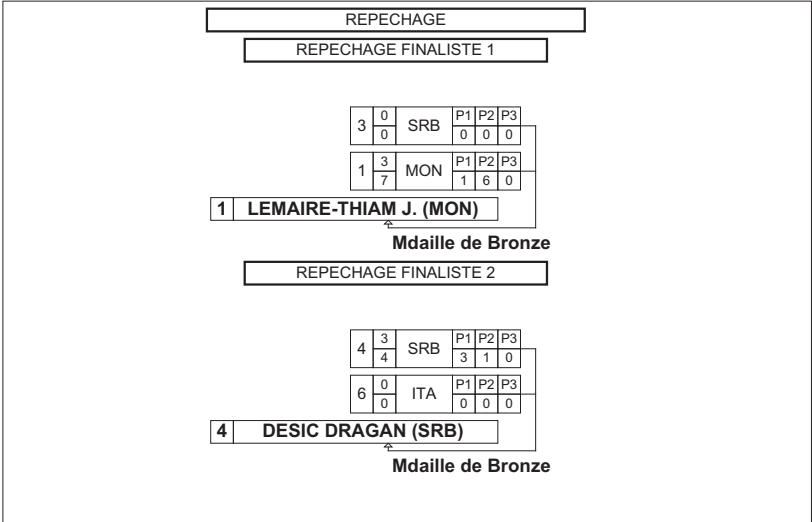 REPECHAGE
REPECHAGE FINALISTE 1
3 0 SRB P1 P2 P3
0 0 0 0
1 3 MON P1 P2 P3
7 1 6 0
1 LEMAIRE-THIAM J. (MON)
Mdaille de Bronze
REPECHAGE FINALISTE 2
4 3 SRB P1 P2 P3
4 3 1 0
6 0 ITA P1 P2 P3
0 0 0 0
4 DESIC DRAGAN (SRB)
Mdaille de Bronze